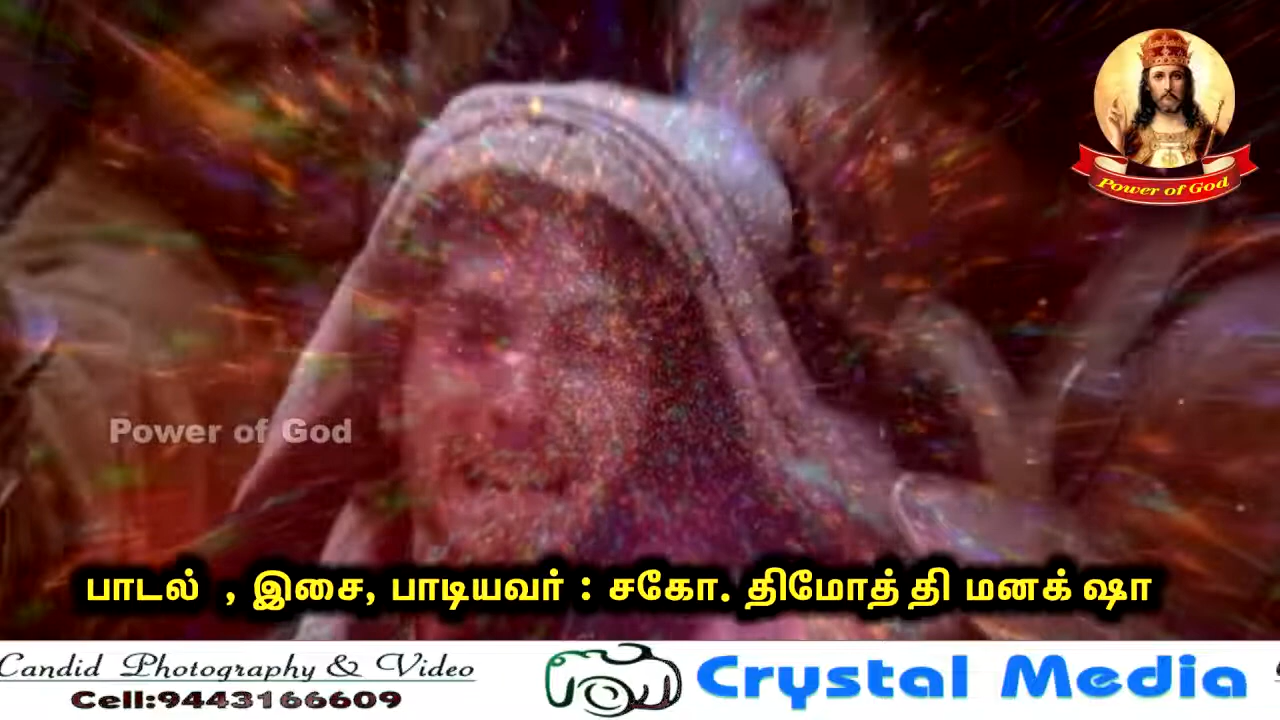 Power of God
Power of God
பாடல் , இசை, பாடியவர் : சகோ. திமோத் தி மனக் ஷா
Candid Photography & Video
Cell:9443166609
Crystal Media